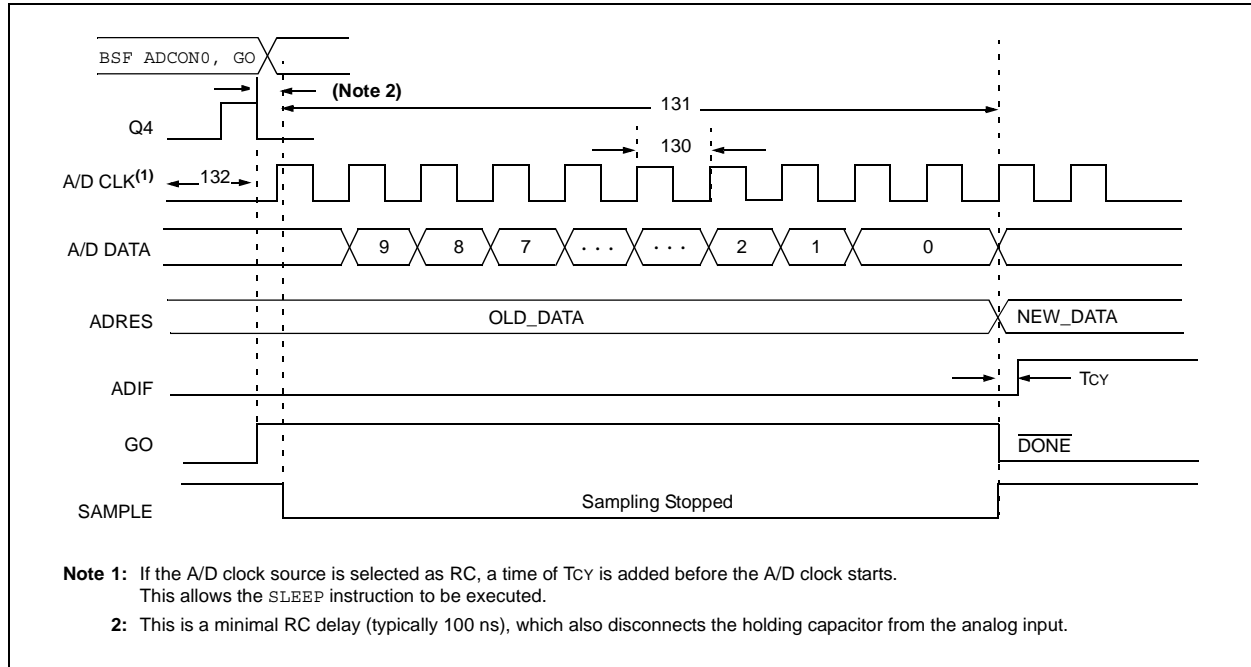 BSF ADCON0, GO
(Note 2)
131
Q4
130
A/D CLK(1)
132
A/D DATA
9 8 7 . . . . . . 2 1 0
ADRES
OLD_DATA
NEW_DATA
ADIF
TCY
GO
DONE
SAMPLE
Sampling Stopped
Note 1: If the A/D clock source is selected as RC, a time of TCY is added before the A/D clock starts.
This allows the SLEEP instruction to be executed.
2: This is a minimal RC delay (typically 100 ns), which also disconnects the holding capacitor from the analog input.